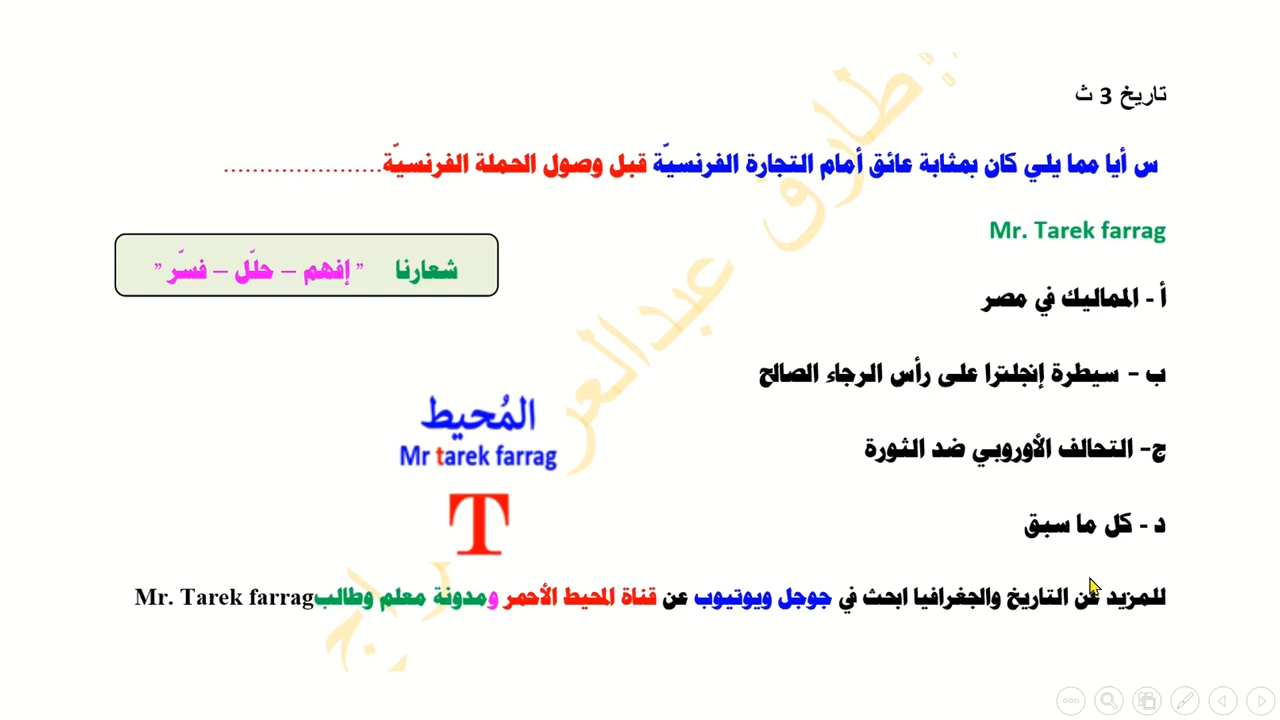 تاريخ 3 ث
س أيا مما يلي كان بمثابة عائق أمام التجارة الفرنسيّة قبل وصول الحملة الفرنسيّة......................
Mr. Tarek farrag
شعارنا " إفهم – حلّل – فسّر "
أ - المماليك في مصر
ب - سيطرة إنجلترا على رأس الرجاء الصالح
ج- التحالف الأوروبي ضد الثورة
د - كل ما سبق
المُحيط
Mr tarek farrag
T
للمزيد عن التاريخ والجغرافيا ابحث في جوجل ويوتيوب عن قناة المحيط الأحمر ومدونة معلم وطالب Mr. Tarek farrag
طارق عبدالعز راج